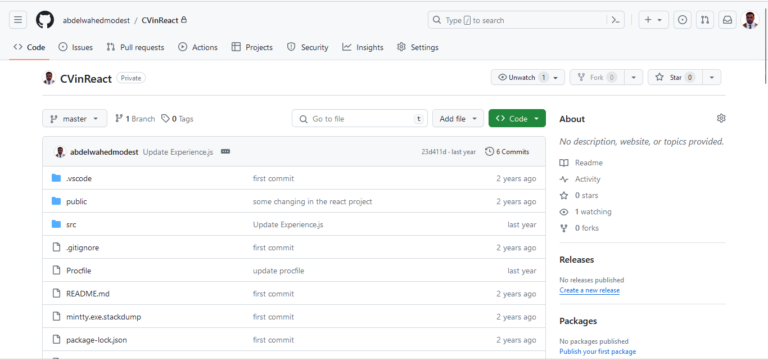 abdelwahedmodest / CVinReact
Type / to search
Code Issues Pull requests Actions Projects Security Insights Settings
CVinReact Private
Unwatch 1 Fork 0 Star 0
master 1 Branch 0 Tags Go to file t Add file Code
abdelwahedmodest Update Experience.js 23d411d · last year 6 Commits
.vscode first commit 2 years ago
public some changing in the react project 2 years ago
src Update Experience.js last year
.gitignore first commit 2 years ago
Procfile update procfile last year
README.md first commit 2 years ago
mintty.exe.stackdump first commit 2 years ago
package-lock.json first commit 2 years ago
About
No description, website, or topics provided.
Readme
Activity
0 stars
1 watching
0 forks
Releases
No releases published
Create a new release
Packages
No packages published
Publish your first package